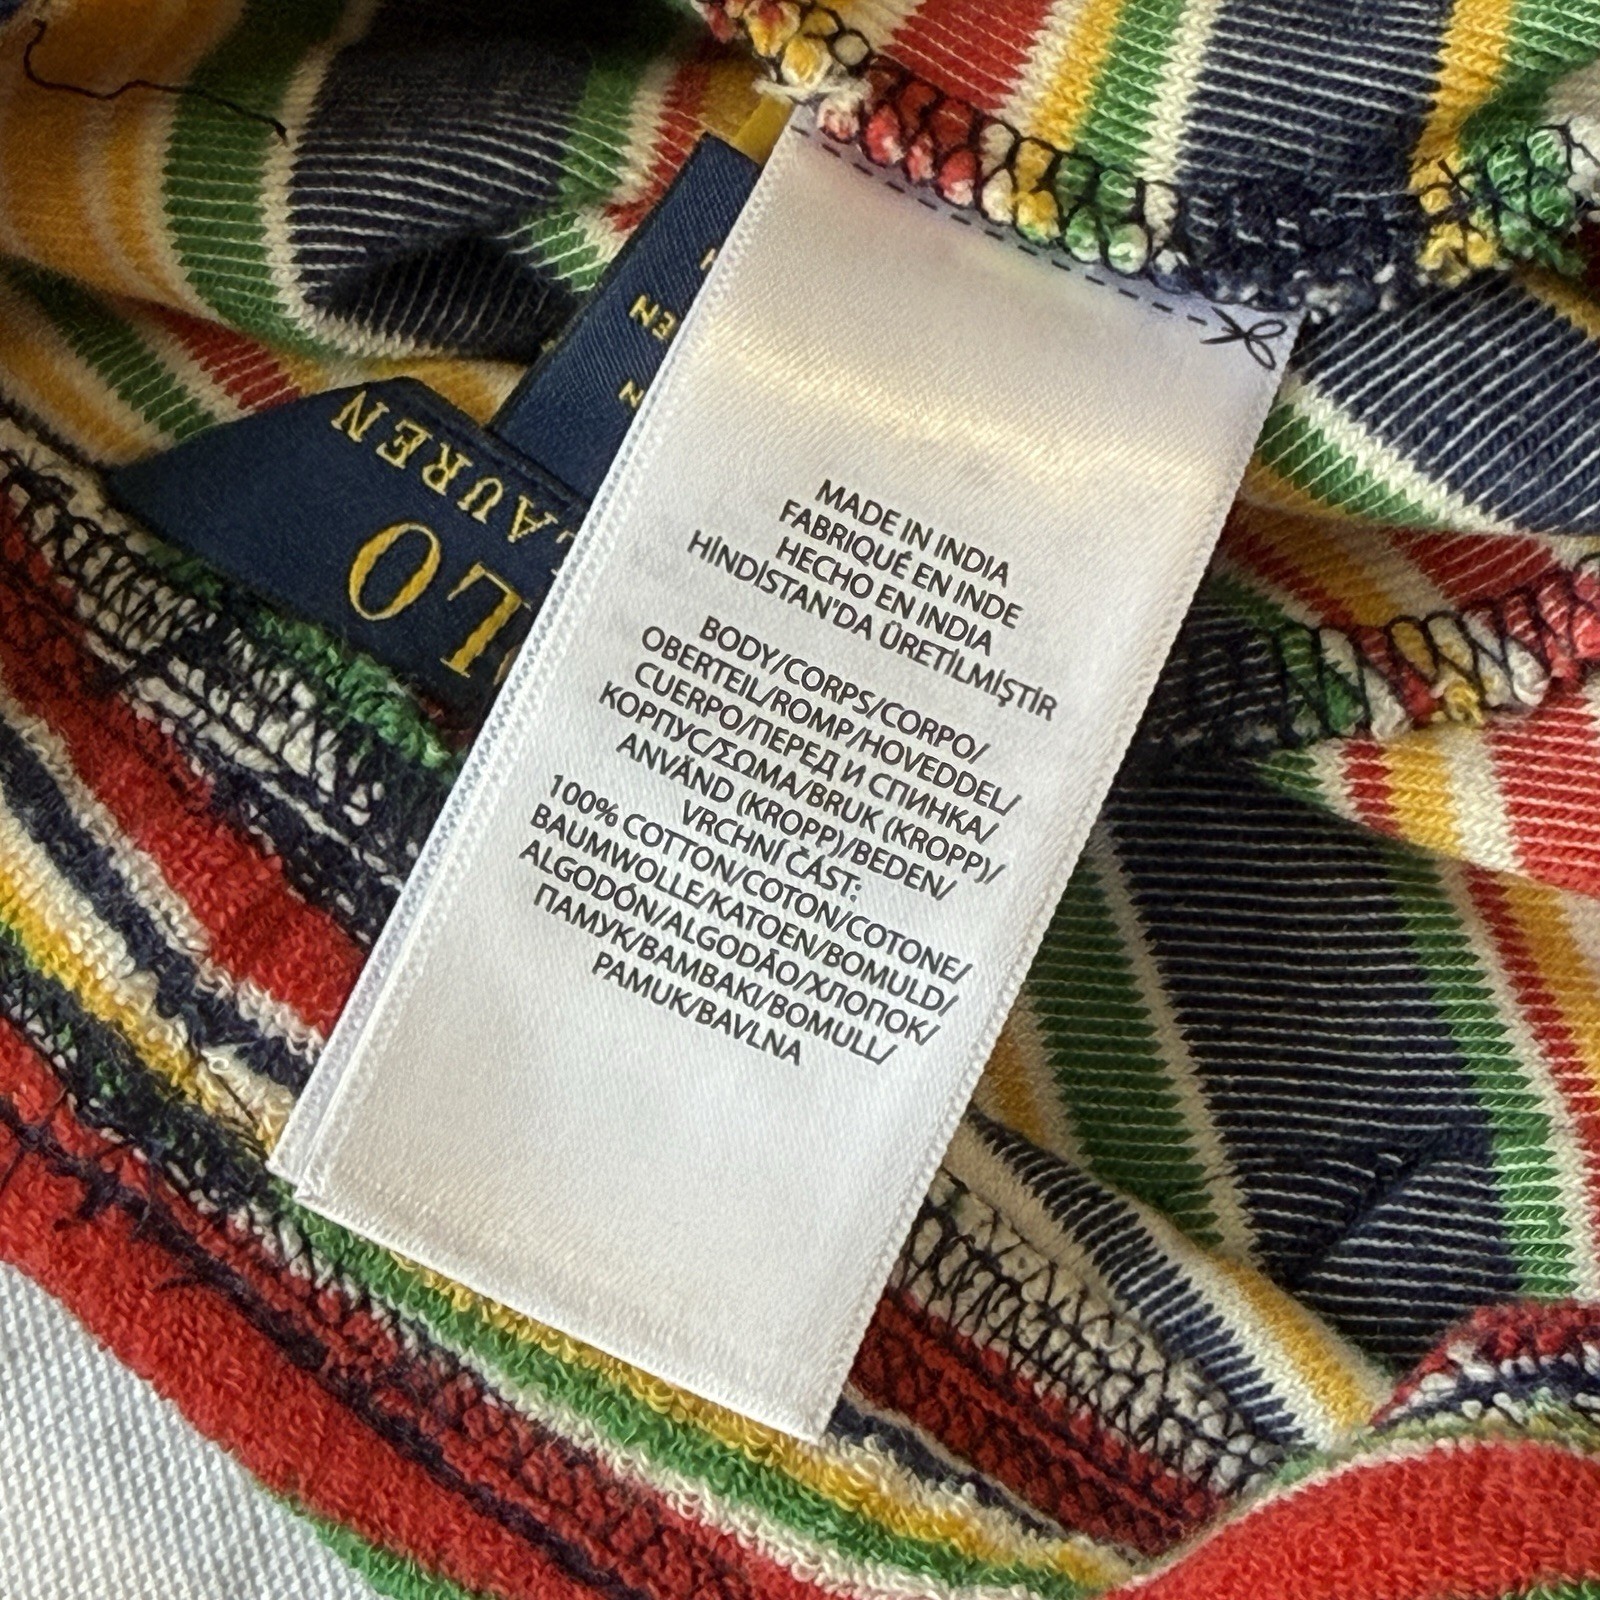 MADE IN INDIA
FABRIQUÉ EN INDE
HECHO EN INDIA
HİNDİSTAN'DA ÜRETİLMİŞTİR
BODY/CORPS/CORPO/
OBERTEIL/ROMP/HOVEDDEL/
CUERPO/ПЕРЕД И СПИНКА/
КОРПУС/ΣΩΜΑ/BRUK (KROPP)/
ANVÄND (KROPP)/BEDEN/
VRCHNÍ ČÁST:
100% COTTON/COTON/COTONE/
BAUMWOLLE/KATOEN/BOMULD/
ALGODÓN/ALGODÃO/ХЛОПОК/
ПАМУК/BAMBAKI/BOMULL/
PAMUK/BAVLNA
LO
LAUREN